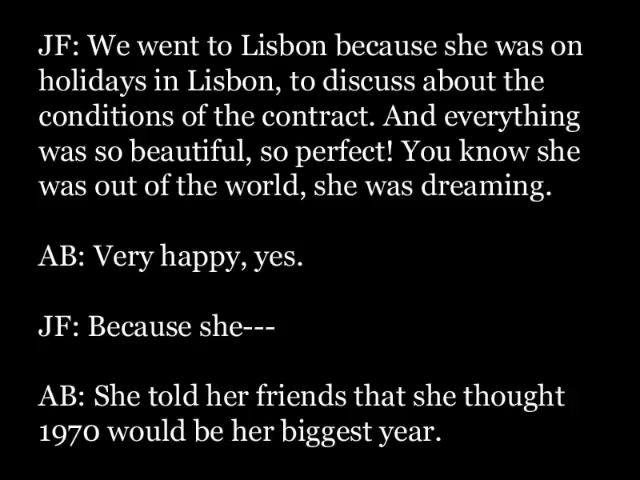 JF: We went to Lisbon because she was on
holidays in Lisbon, to discuss about the
conditions of the contract. And everything
was so beautiful, so perfect! You know she
was out of the world, she was dreaming.
AB: Very happy, yes.
JF: Because she---
AB: She told her friends that she thought
1970 would be her biggest year.